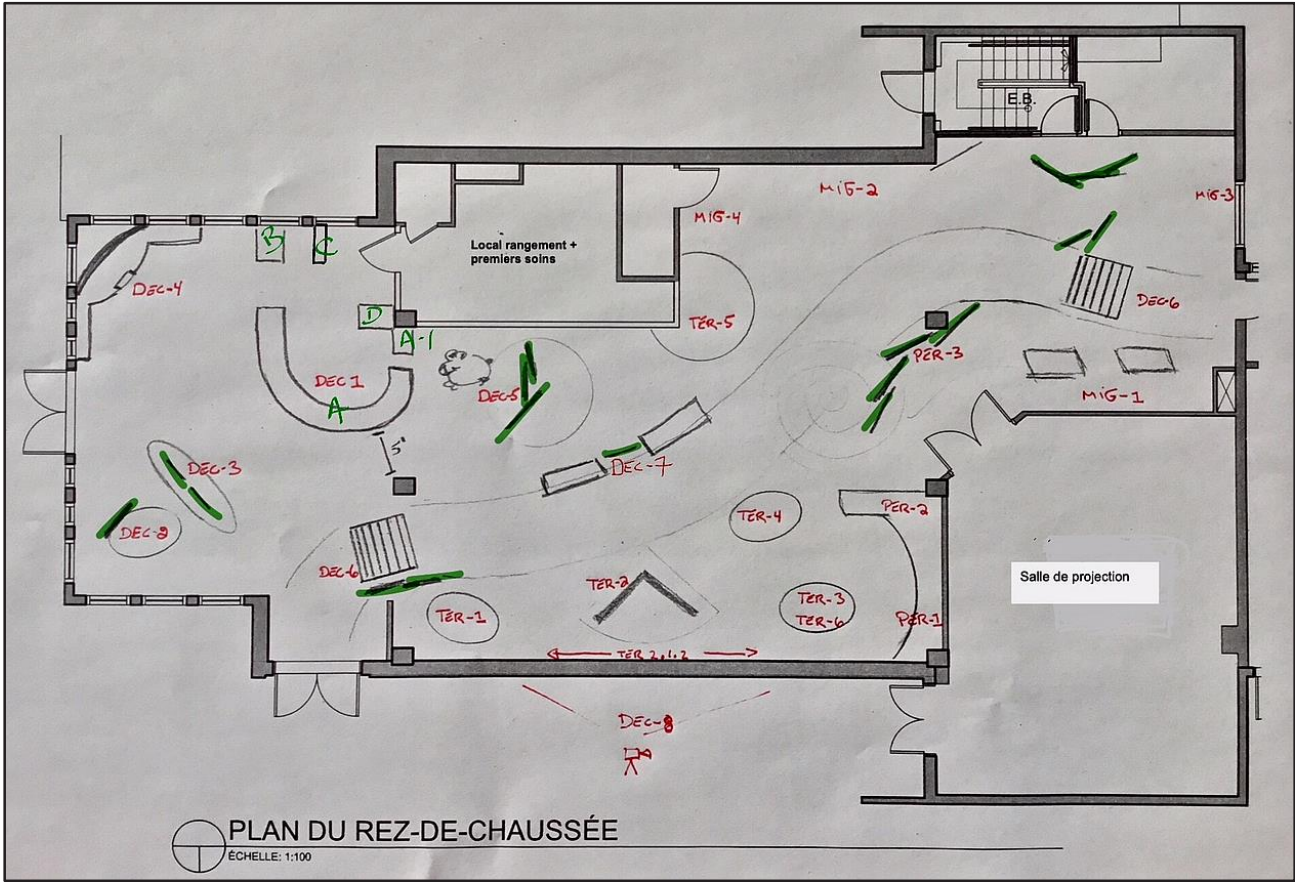 E.B.
MIG-2
MIG-3
MIG-4
B
C
Local rangement +
premiers soins
DEC-4
DEC-6
D
A-1
TER-5
PER-3
DEC 1
A
DEC-5
MIG-1
5'
DEC-3
DEC-7
DEC-2
TER-4
PER-2
DEC-6
TER-2
Salle de projection
TER-1
TER-3
TER-6
PER-1
TER 2.1.2
DEC-8
PLAN DU REZ-DE-CHAUSSÉE
ÉCHELLE: 1:100